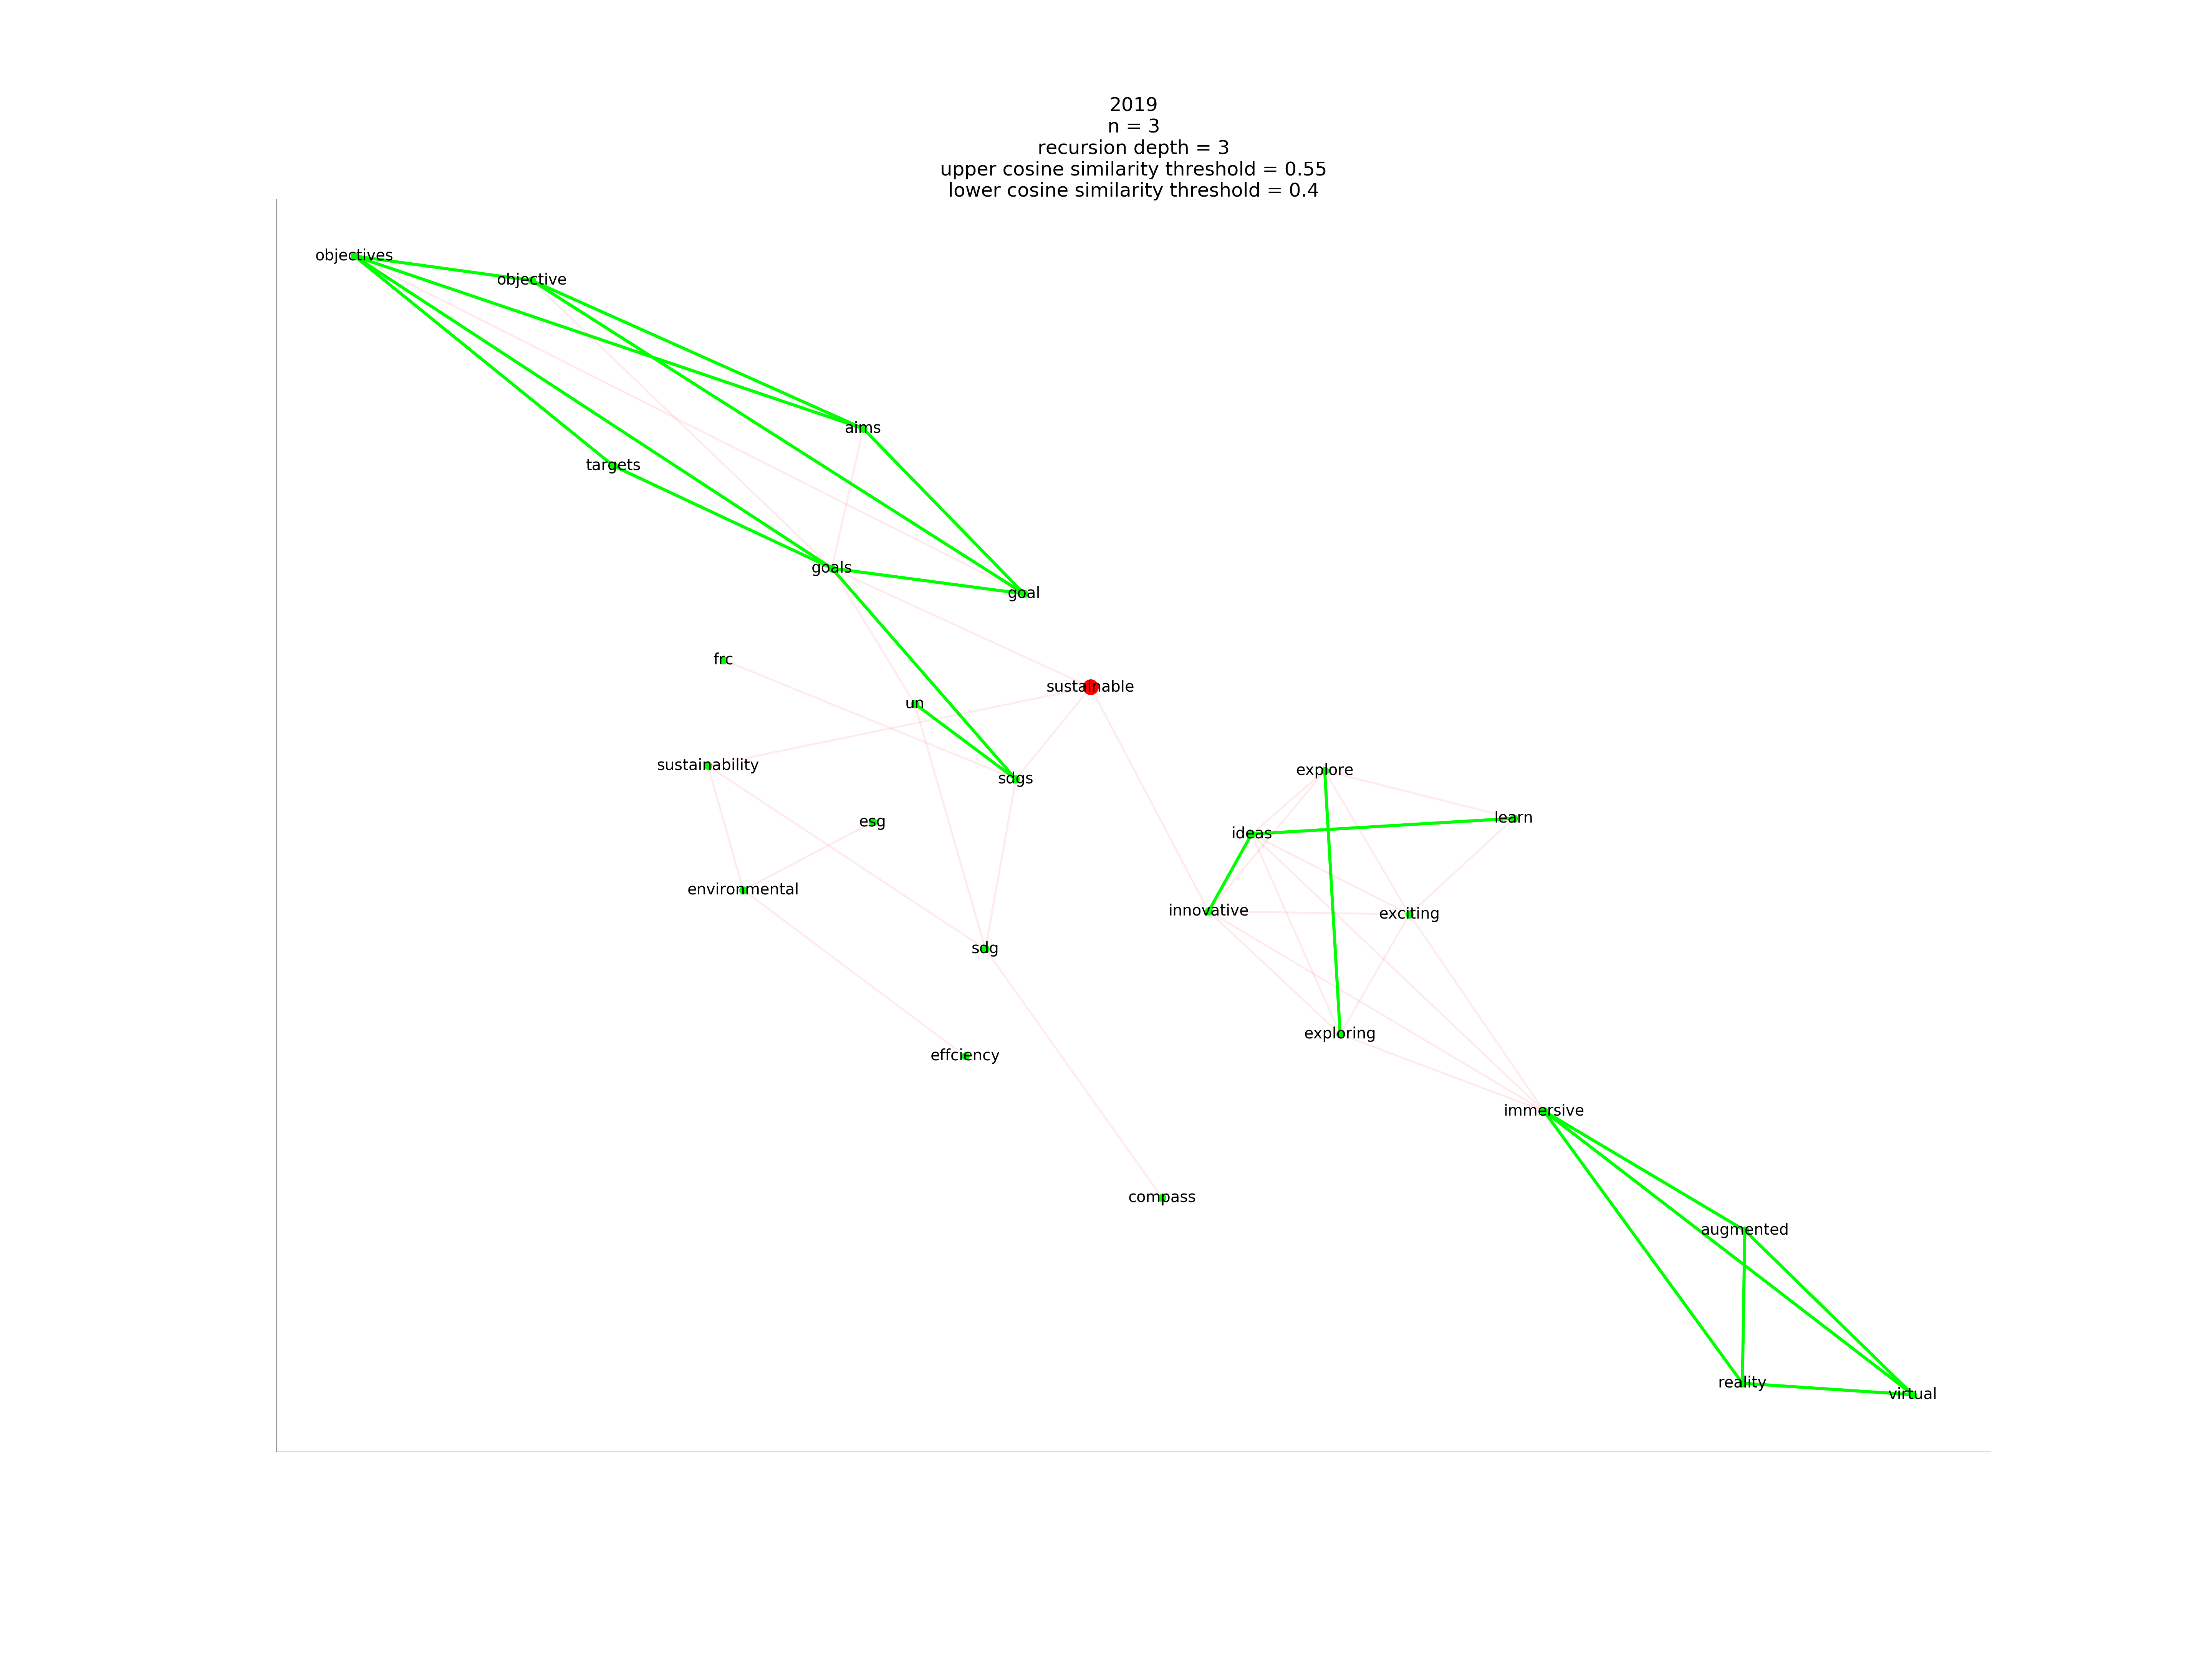 2019
n = 3
recursion depth = 3
upper cosine similarity threshold = 0.55
lower cosine similarity threshold = 0.4
objectives
objective
aims
targets
goals
goal
frc
sustainable
un
sustainability
sdgs
explore
esg
learn
ideas
environmental
innovative
exciting
sdg
exploring
effciency
immersive
compass
augmented
reality
virtual